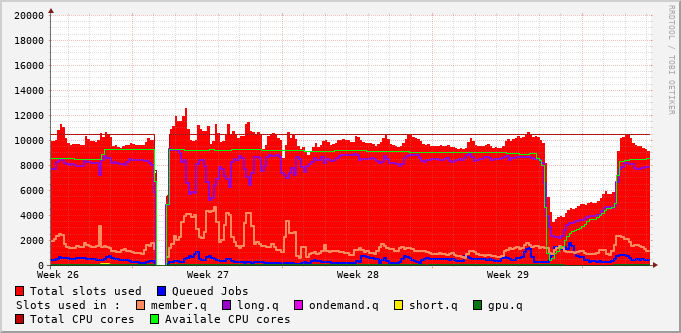 RRDTOOL / TOBI OETIKER
20000
18000
16000
14000
12000
10000
8000
6000
4000
2000
0
Week 26 Week 27 Week 28 Week 29
Total slots used Queued Jobs
Slots used in : member.q long.q ondemand.q short.q gpu.q
Total CPU cores Availale CPU cores